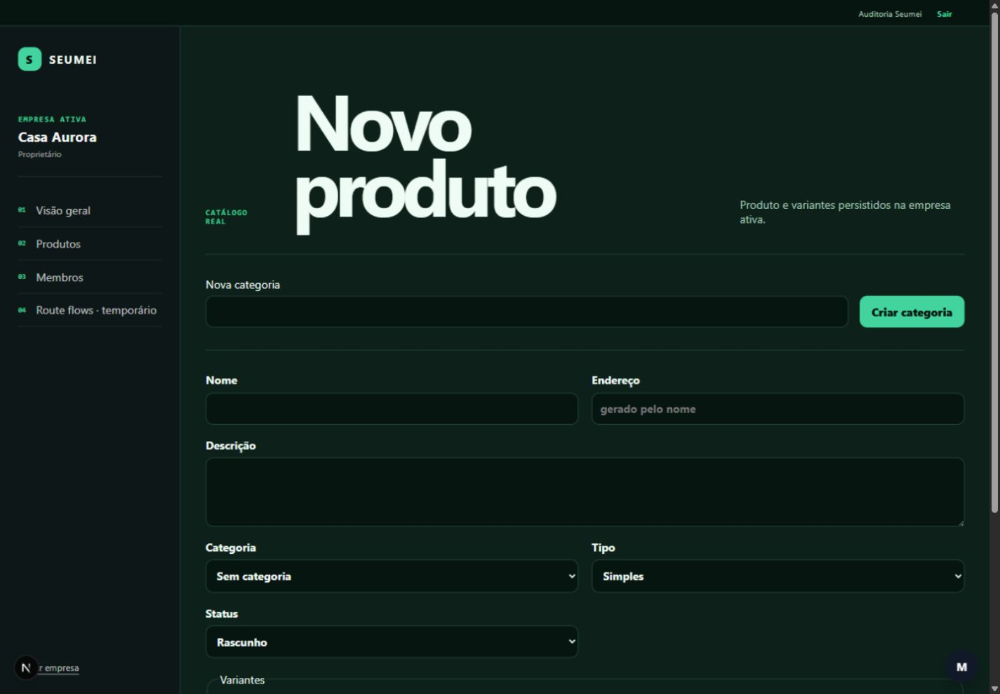 Auditoria Seumei Sair
S SEUMEI
EMPRESA ATIVA
Casa Aurora
Proprietário
01 Visão geral
02 Produtos
03 Membros
04 Route flows · temporário
N r empresa
Novo
produto
CATÁLOGO
REAL
Produto e variantes persistidos na empresa
ativa.
Nova categoria
Criar categoria
Nome
Endereço
gerado pelo nome
Descrição
Categoria
Tipo
Sem categoria
Simples
Status
Rascunho
Variantes
M